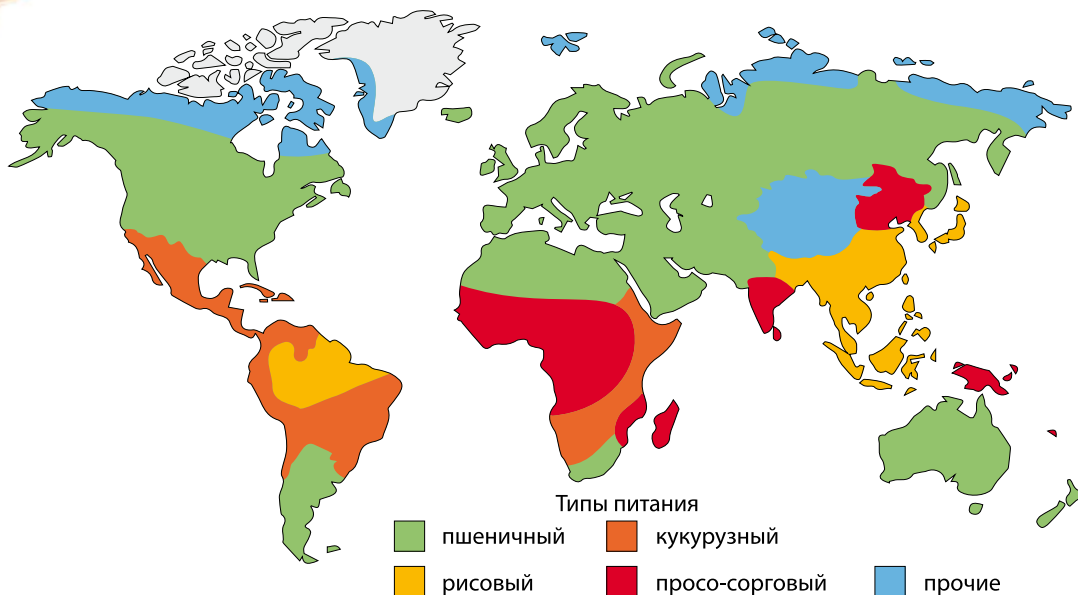 Типы питания
пшеничный
кукурузный
рисовый
просо-сорговый
прочие